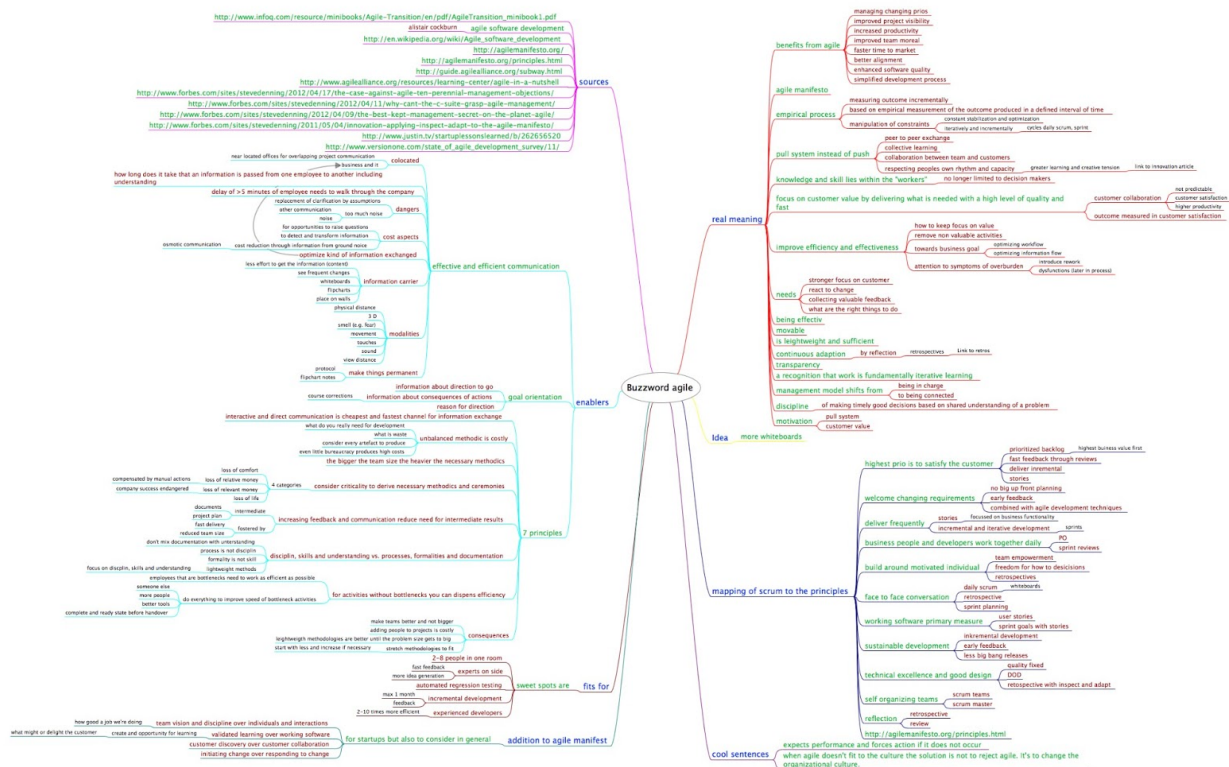 http://www.infoq.com/resource/minibooks/Agile-Transition/en/pdf/AgileTransition_minibook1.pdf
alistair cockburn
agile software development
http://en.wikipedia.org/wiki/Agile_software_development
http://agilemanifesto.org/
http://agilemanifesto.org/principles.html
http://guide.agilealliance.org/subway.html
http://www.agilealliance.org/resources/learning-center/agile-in-a-nutshell
http://www.forbes.com/sites/stevedenning/2012/04/17/the-case-against-agile-ten-perennial-management-objections/
http://www.forbes.com/sites/stevedenning/2012/04/11/why-cant-the-c-suite-grasp-agile-management/
http://www.forbes.com/sites/stevedenning/2012/04/09/the-best-kept-management-secret-on-the-planet-agile/
http://www.forbes.com/sites/stevedenning/2011/05/04/innovation-applying-inspect-adapt-to-the-agile-manifesto/
http://www.justin.tv/startuplessonslearned/b/262656520
http://www.versionone.com/state_of_agile_development_survey/11/
sources
near located offices for overlapping project communication
business and it
colocated
how long does it take that an information is passed from one employee to another including
understanding
delay of >5 minutes of employee needs to walk through the company
replacement of clarification by assumptions
other communication
noise
too much noise
dangers
for opportunities to raise questions
to detect and transform information
osmotic communication
cost reduction through information from ground noise
cost aspects
optimize kind of information exchanged
less effort to get the information (content)
see frequent changes
whiteboards
flipcharts
place on walls
information carrier
physical distance
3 D
smell (e.g. fear)
movement
touches
sound
view distance
modalities
protocol
flipchart notes
make things permanent
effective and efficient communication
information about direction to go
course corrections
information about consequences of actions
reason for direction
goal orientation
enablers
interactive and direct communication is cheapest and fastest channel for information exchange
what do you really need for development
what is waste
consider every artefact to produce
even little bureaucracy produces high costs
unbalanced methodic is costly
the bigger the team size the heavier the necessary methodics
loss of comfort
compensated by manual actions
loss of relative money
company success endangered
loss of relevant money
loss of life
4 categories
consider criticality to derive necessary methodics and ceremonies
documents
project plan
intermediate
fast delivery
reduced team size
fostered by
increasing feedback and communication reduce need for intermediate results
don't mix documentation with unterstanding
process is not disciplin
formality is not skill
focus on discplin, skills and understanding
lightweight methods
disciplin, skills and understanding vs. processes, formalities and documentation
employees that are bottlenecks need to work as efficient as possible
someone else
more people
better tools
complete and ready state before handover
do everything to improve speed of bottleneck activities
for activities without bottlenecks you can dispens efficiency
make teams better and not bigger
adding people to projects is costly
leightweigh methodologies are better until the problem size gets to big
start with less and increase if necessary
stretch methodologies to fit
consequences
7 principles
2-8 people in one room
fast feedback
more idea generation
experts on side
automated regression testing
max 1 month
feedback
incremental development
2-10 times more efficient
experienced developers
sweet spots are
fits for
how good a job we're doing
team vision and discipline over individuals and interactions
what might or delight the customer
create and opportunity for learning
validated learning over working software
customer discovery over customer collaboration
initiating change over responding to change
for startups but also to consider in general
addition to agile manifest
Buzzword agile
real meaning
benefits from agile
managing changing prios
improved project visibility
increased productivity
improved team moreal
faster time to market
better alignment
enhanced software quality
simplified development process
agile manifesto
empirical process
measuring outcome incrementally
based on empirical measurement of the outcome produced in a defined interval of time
manipulation of constraints
constant stabilization and optimization
iteratively and incrementally
cycles daily scrum, sprint
pull system instead of push
peer to peer exchange
collective learning
collaboration between team and customers
respecting peoples own rhythm and capacity
greater learning and creative tension
link to innovation article
knowledge and skill lies within the "workers"
no longer limited to decision makers
focus on customer value by delivering what is needed with a high level of quality and
fast
customer collaboration
not predictable
customer satisfaction
higher productivity
outcome measured in customer satisfaction
improve efficiency and effectiveness
how to keep focus on value
remove non valuable activities
towards business goal
optimizing workflow
optimizing information flow
attention to symptoms of overburden
introduce rework
dysfunctions (later in process)
needs
stronger focus on customer
react to change
collecting valuable feedback
what are the right things to do
being effectiv
movable
is leightweight and sufficient
continuous adaption
by reflection
retrospectives
Link to retros
transparency
a recognition that work is fundamentally iterative learning
management model shifts from
being in charge
to being connected
discipline
of making timely good decisions based on shared understanding of a problem
motivation
pull system
customer value
Idea
more whiteboards
mapping of scrum to the principles
highest prio is to satisfy the customer
prioritized backlog
highest buiness value first
fast feedback through reviews
deliver inremental
stories
welcome changing requirements
no big up front planning
early feedback
combined with agile development techniques
deliver frequently
stories
focussed on business functionality
incremental and iterative development
sprints
business people and developers work together daily
PO
sprint reviews
build around motivated individual
team empowerment
freedom for how to desicisions
retrospectives
face to face conversation
daily scrum
whiteboards
retrospective
sprint planning
working software primary measure
user stories
sprint goals with stories
sustainable development
inkremental development
early feedback
less big bang releases
technical excellence and good design
quality fixed
DOD
retospective with inspect and adapt
self organizing teams
scrum teams
scrum master
reflection
retrospective
review
http://agilemanifesto.org/principles.html
cool sentences
expects performance and forces action if it does not occur
when agile doesn't fit to the culture the solution is not to reject agile. it's to change the
organizational culture.